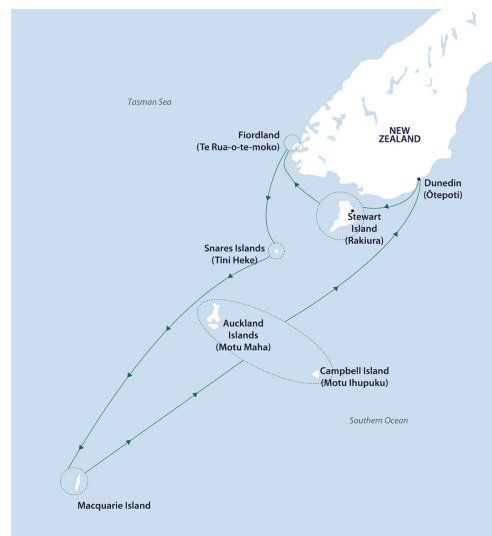 Tasman Sea
Fiordland
(Te Rua-o-te-moko)
NEW
ZEALAND
Dunedin
(Ōtepoti)
Stewart
Island
(Rakiura)
Snares Islands
(Tini Heke)
Auckland
Islands
(Motu Maha)
Campbell Island
(Motu Ihupuku)
Southern Ocean
Macquarie Island